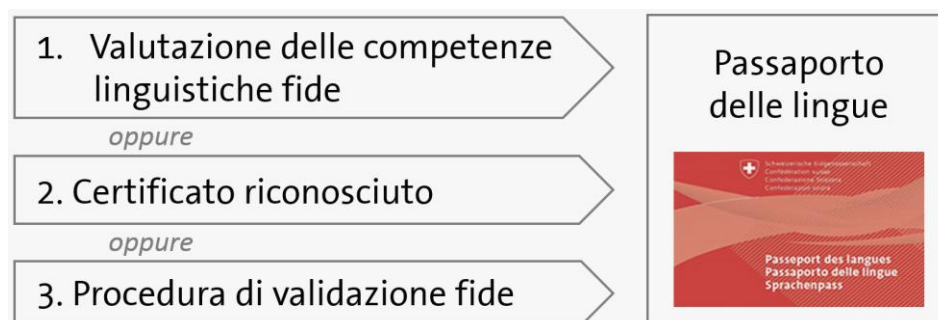 1. Valutazione delle competenze
linguistiche fide
oppure
2. Certificato riconosciuto
oppure
3. Procedura di validazione fide
Passaporto
delle lingue
Schweizerische Eidgenossenschaft
Confédération suisse
Confederazione Svizzera
Confederaziun svizra
Passeport des langues
Passaporto delle lingue
Sprachenpass